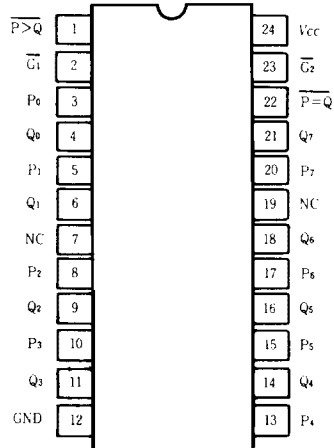 P>Q 1 24 Vcc
G1 2 23 G2
P0 3 22 P=Q
Q0 4 21 Q7
P1 5 20 P7
Q1 6 19 NC
NC 7 18 Q6
P2 8 17 P6
Q2 9 16 Q5
P3 10 15 P5
Q3 11 14 Q4
GND 12 13 P4